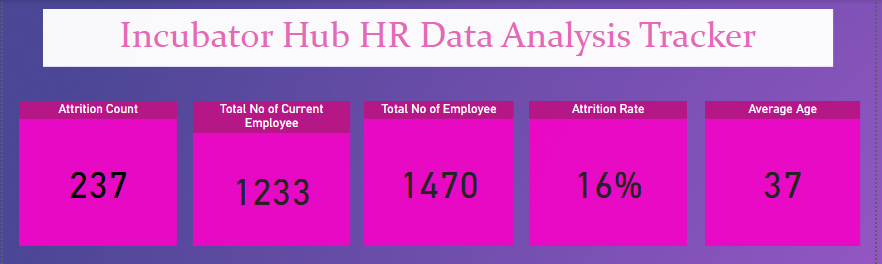 Incubator Hub HR Data Analysis Tracker
Attrition Count
237
Total No of Current
Employee
1233
Total No of Employee
1470
Attrition Rate
16%
Average Age
37